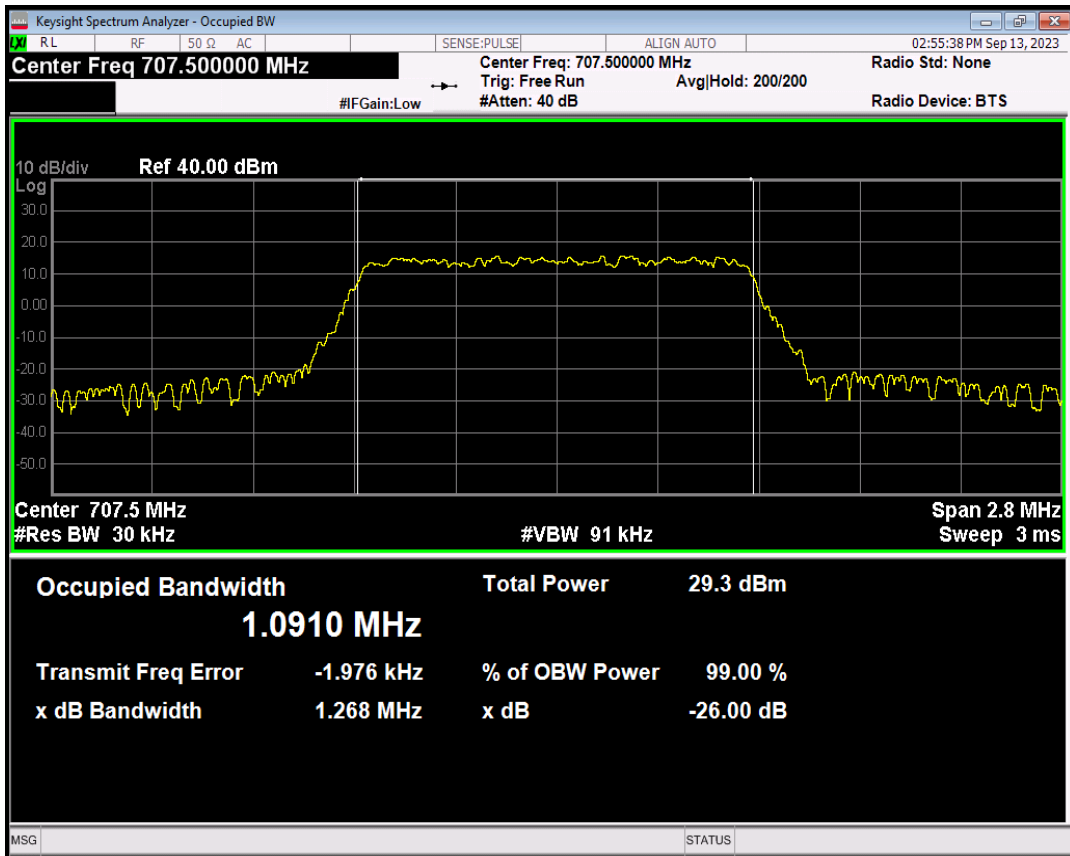 Keysight Spectrum Analyzer - Occupied BW
LXI RL RF 50 Ω AC SENSE:PULSE ALIGN AUTO 02:55:38 PM Sep 13, 2023
Center Freq 707.500000 MHz Center Freq: 707.500000 MHz Radio Std: None
Trig: Free Run Avg|Hold: 200/200
#IFGain:Low #Atten: 40 dB Radio Device: BTS
10 dB/div Ref 40.00 dBm
Log
30.0
20.0
10.0
0.00
-10.0
-20.0
-30.0
-40.0
-50.0
Center 707.5 MHz Span 2.8 MHz
#Res BW 30 kHz #VBW 91 kHz Sweep 3 ms
Occupied Bandwidth Total Power 29.3 dBm
1.0910 MHz
Transmit Freq Error -1.976 kHz % of OBW Power 99.00 %
x dB Bandwidth 1.268 MHz x dB -26.00 dB
MSG STATUS